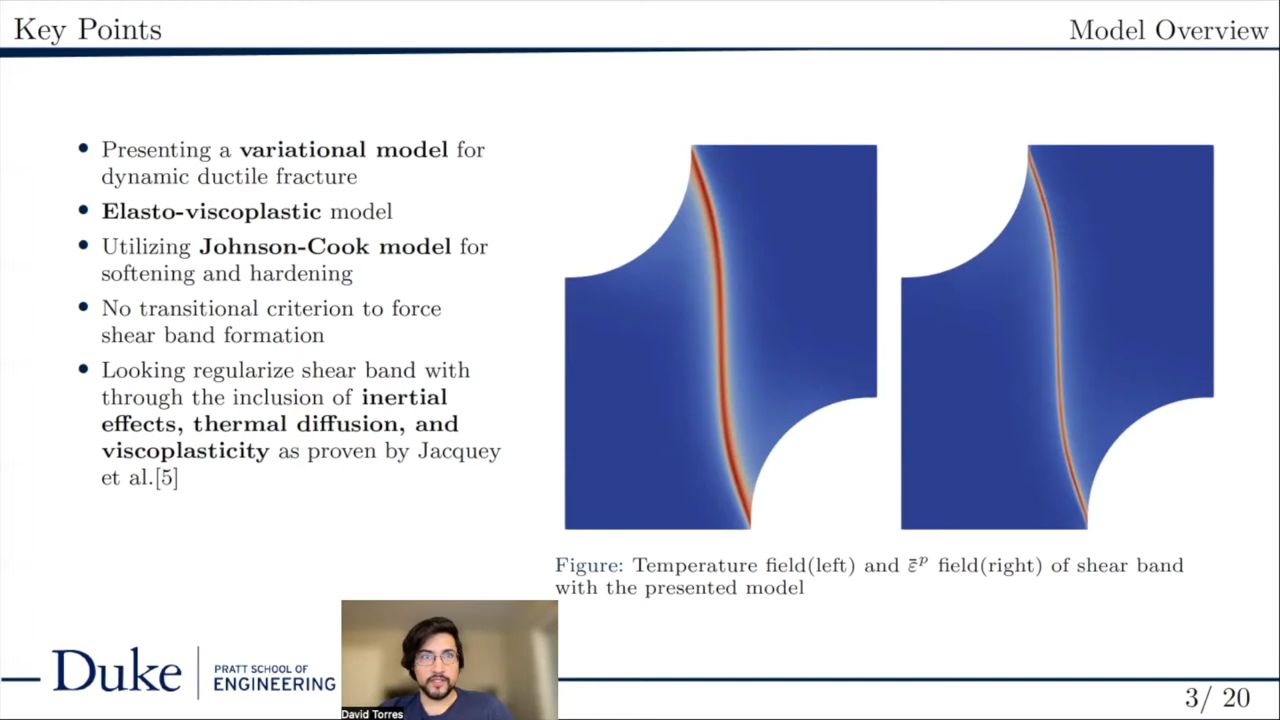 Key Points
Model Overview
• Presenting a variational model for
dynamic ductile fracture
• Elasto-viscoplastic model
• Utilizing Johnson-Cook model for
softening and hardening
• No transitional criterion to force
shear band formation
• Looking regularize shear band with
through the inclusion of inertial
effects, thermal diffusion, and
viscoplasticity as proven by Jacquey
et al.[5]
Figure: Temperature field(left) and ε̄ᵖ field(right) of shear band
with the presented model
Duke
PRATT SCHOOL OF
ENGINEERING
David Torres
3/ 20